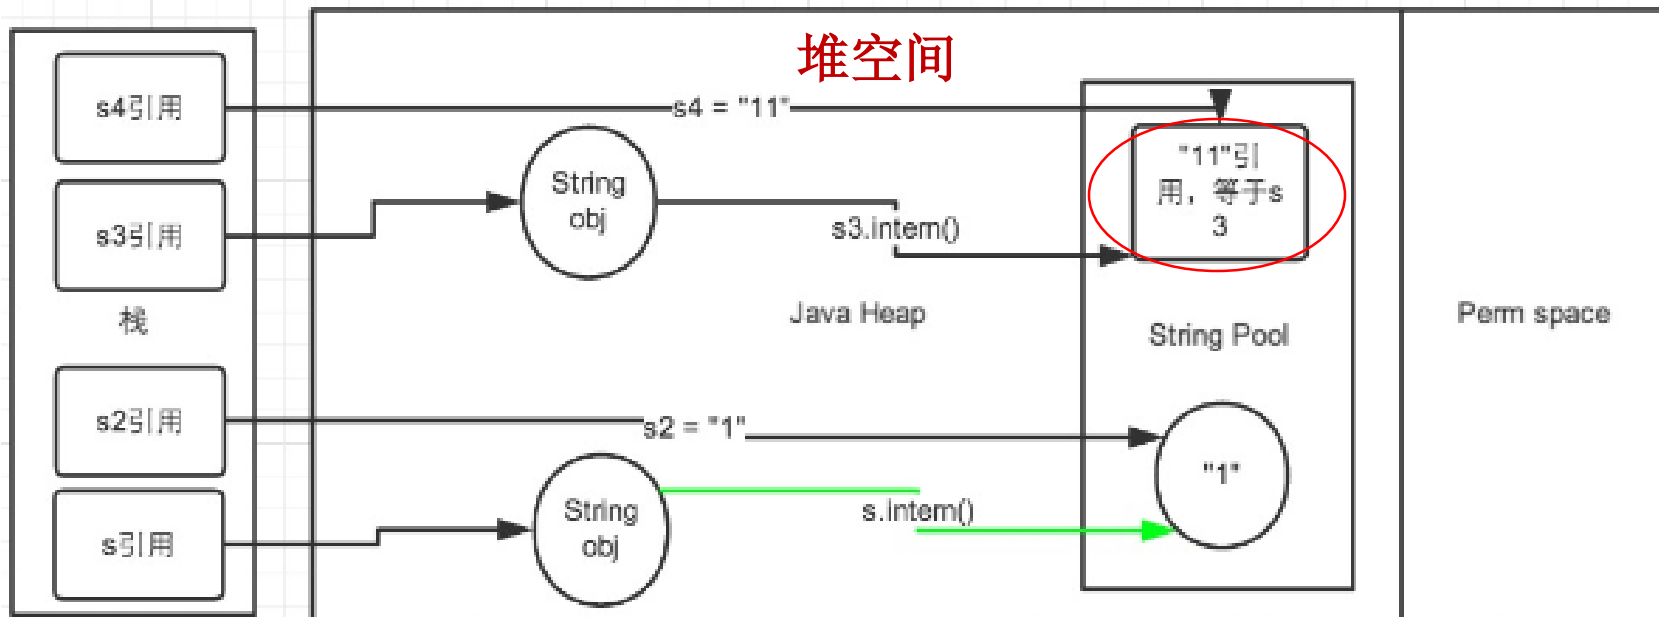 堆空间
s4引用
s4 = "11"
"11"引
用，等于s
3
String
obj
s3引用
s3.intern()
栈
Java Heap
String Pool
Perm space
s2引用
s2 = "1"
"1"
String
obj
s.intern()
s引用